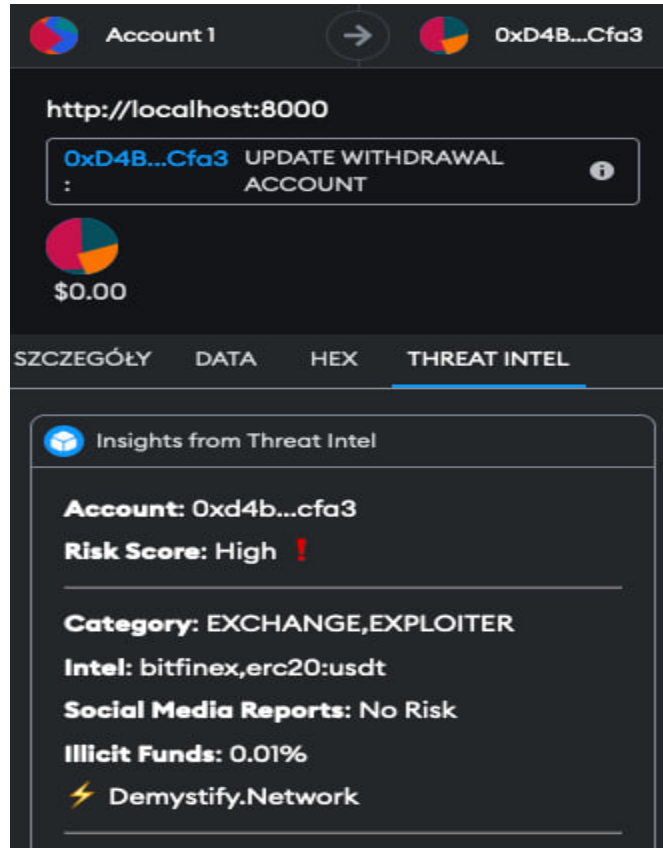 Account 1 0xD4B...Cfa3
http://localhost:8000
0xD4B...Cfa3 UPDATE WITHDRAWAL
: ACCOUNT
$0.00
SZCZEGÓŁY DATA HEX THREAT INTEL
Insights from Threat Intel
Account: 0xd4b...cfa3
Risk Score: High ❗
Category: EXCHANGE,EXPLOITER
Intel: bitfinex,erc20:usdt
Social Media Reports: No Risk
Illicit Funds: 0.01%
⚡ Demystify.Network